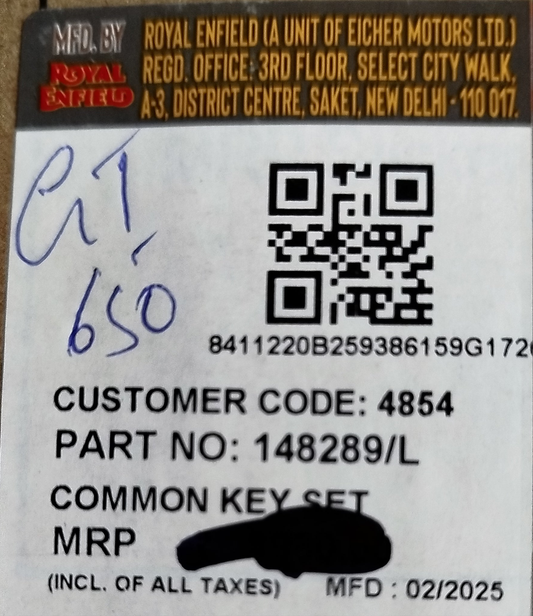 MFD. BY
ROYAL
ENFIELD
ROYAL ENFIELD (A UNIT OF EICHER MOTORS LTD.)
REGD. OFFICE: 3RD FLOOR, SELECT CITY WALK,
A-3, DISTRICT CENTRE, SAKET, NEW DELHI - 110 017.
GT
650
8411220B259386159G172
CUSTOMER CODE: 4854
PART NO: 148289/L
COMMON KEY SET
MRP
(INCL. OF ALL TAXES) MFD : 02/2025